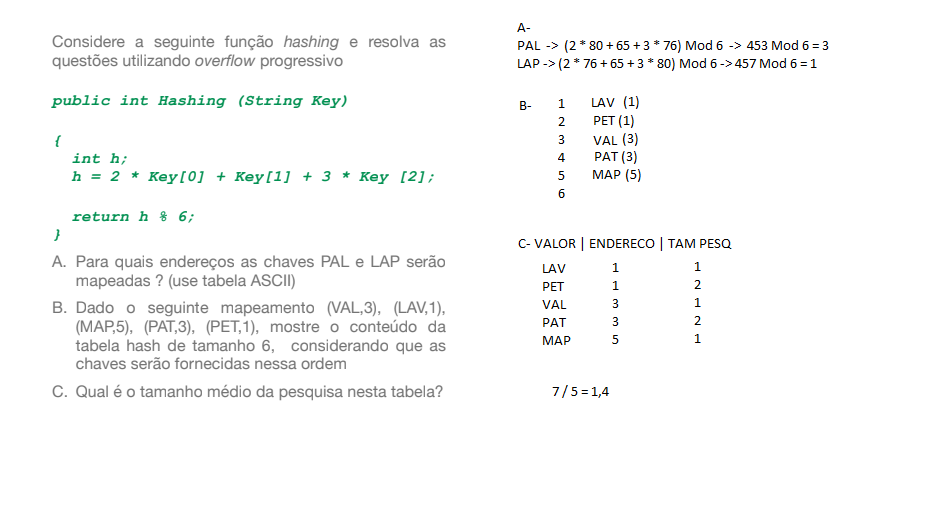 Considere a seguinte função hashing e resolva as
questões utilizando overflow progressivo
public int Hashing (String Key)
{
int h;
h = 2 * Key[0] + Key[1] + 3 * Key [2];
return h % 6;
}
A. Para quais endereços as chaves PAL e LAP serão
mapeadas ? (use tabela ASCII)
B. Dado o seguinte mapeamento (VAL,3), (LAV,1),
(MAP,5), (PAT,3), (PET,1), mostre o conteúdo da
tabela hash de tamanho 6, considerando que as
chaves serão fornecidas nessa ordem
C. Qual é o tamanho médio da pesquisa nesta tabela?
A-
PAL -> (2 * 80 + 65 + 3 * 76) Mod 6 -> 453 Mod 6 = 3
LAP -> (2 * 76 + 65 + 3 * 80) Mod 6 -> 457 Mod 6 = 1
B- 1 LAV (1)
2 PET (1)
3 VAL (3)
4 PAT (3)
5 MAP (5)
6
C- VALOR | ENDERECO | TAM PESQ
LAV 1 1
PET 1 2
VAL 3 1
PAT 3 2
MAP 5 1
7 / 5 = 1,4